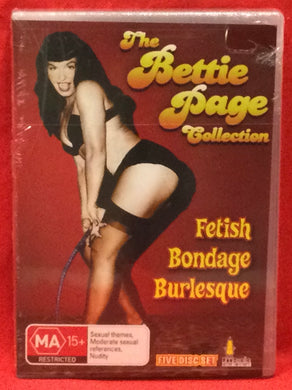 The
Bettie
Page
Collection
Fetish
Bondage
Burlesque
MA 15+
RESTRICTED
Sexual themes,
Moderate sexual
references,
Nudity
FIVE DISC SET
umbrella